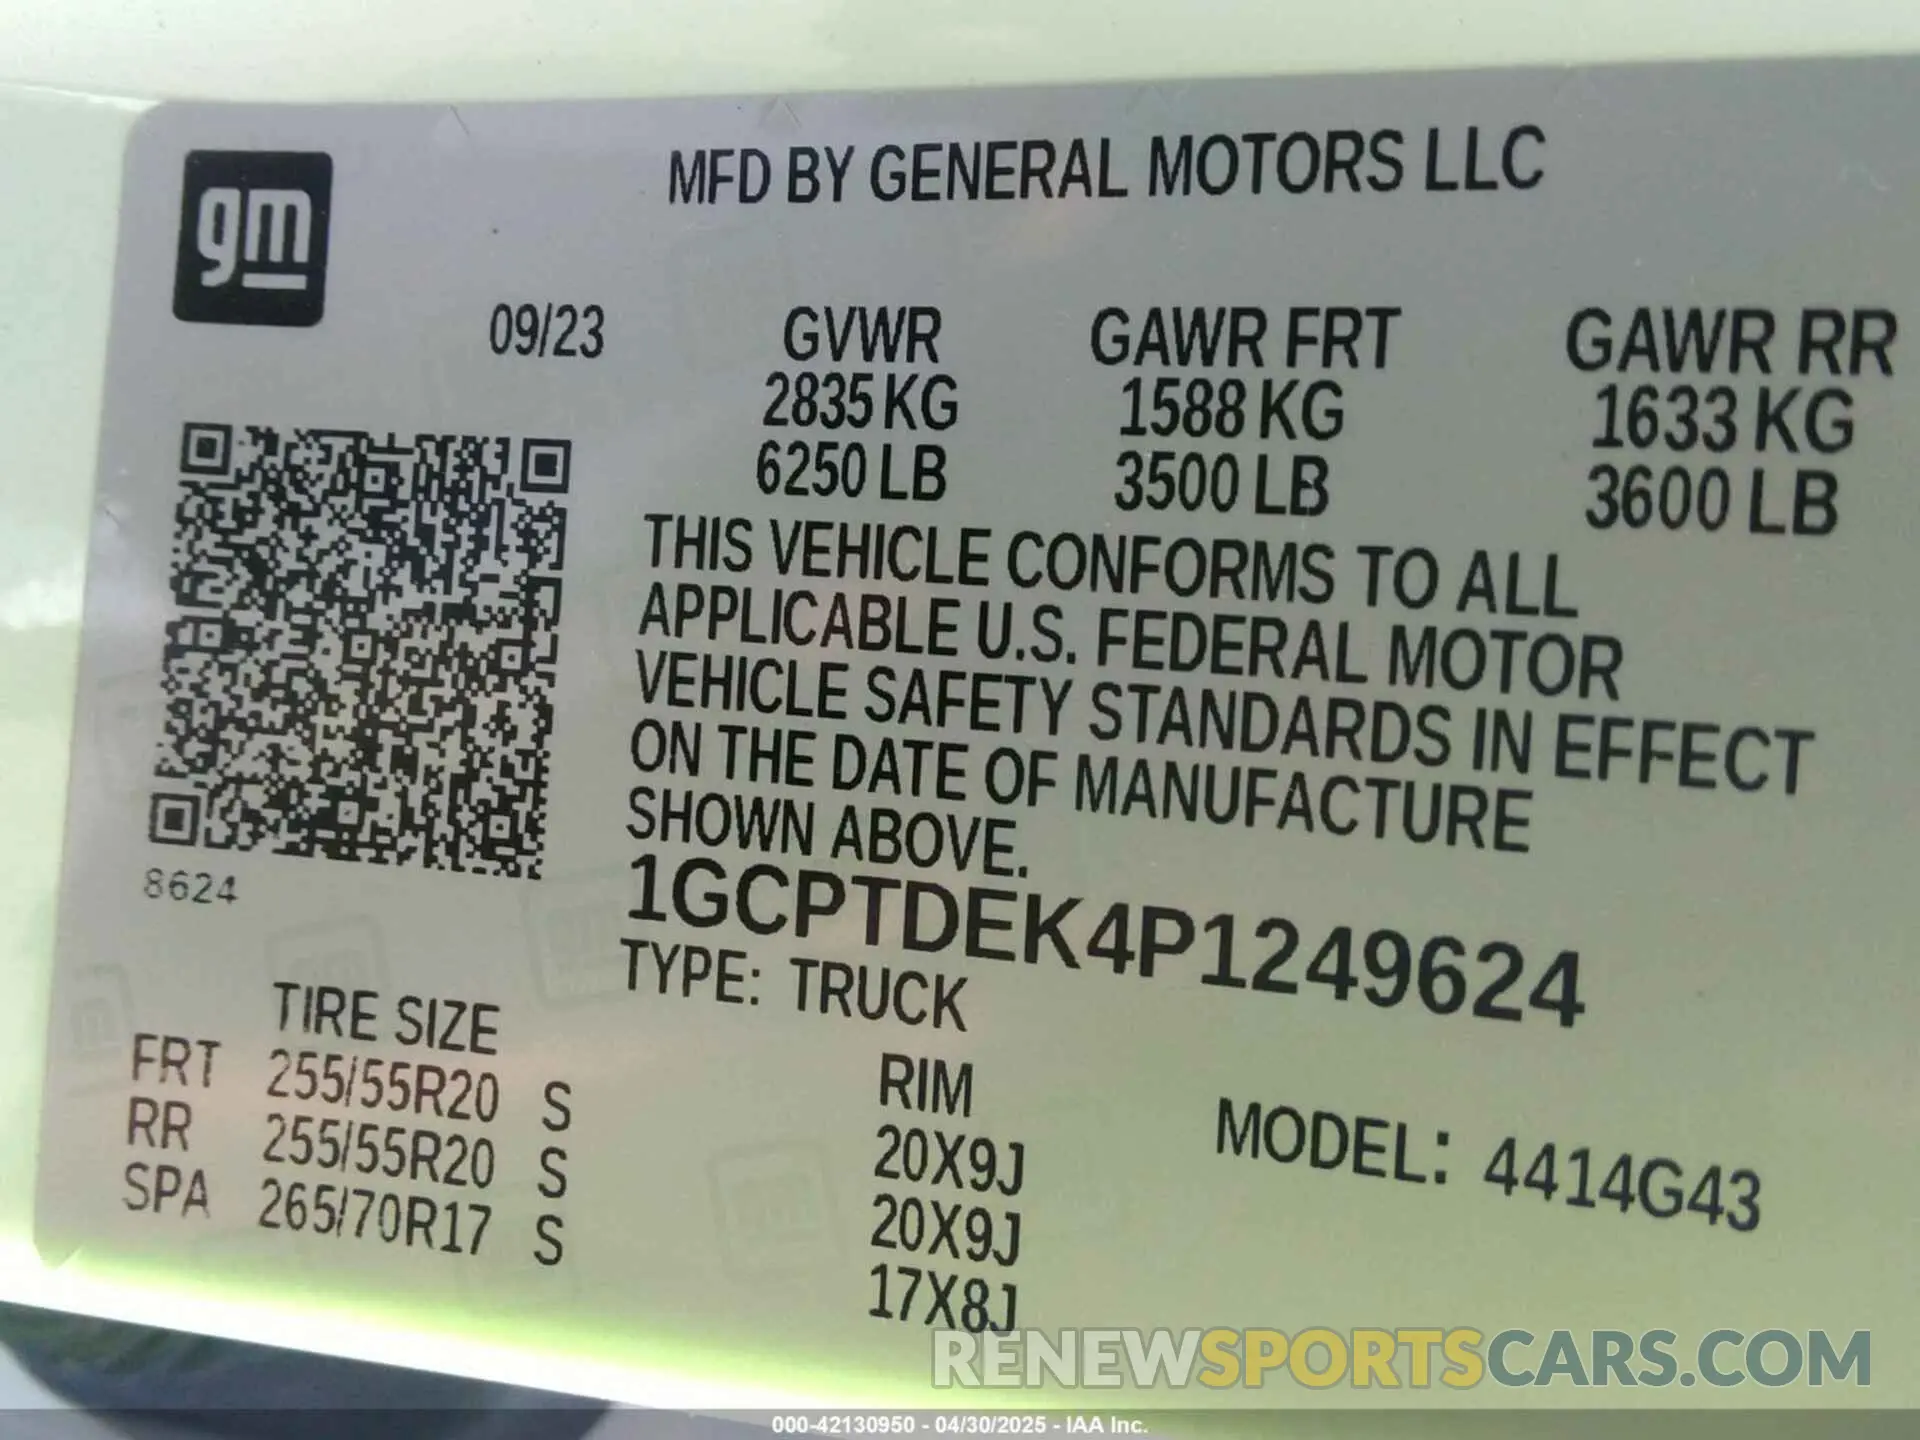 gm
MFD BY GENERAL MOTORS LLC
09/23
GVWR GAWR FRT GAWR RR
2835 KG 1588 KG 1633 KG
6250 LB 3500 LB 3600 LB
THIS VEHICLE CONFORMS TO ALL
APPLICABLE U.S. FEDERAL MOTOR
VEHICLE SAFETY STANDARDS IN EFFECT
ON THE DATE OF MANUFACTURE
SHOWN ABOVE.
8624
1GCPTDEK4P1249624
TYPE: TRUCK
TIRE SIZE RIM
FRT 255/55R20 S 20X9J
RR 255/55R20 S 20X9J
SPA 265/70R17 S 17X8J
MODEL: 4414G43
RENEWSPORTSCARS.COM
000-42130950 - 04/30/2025 - IAA Inc.